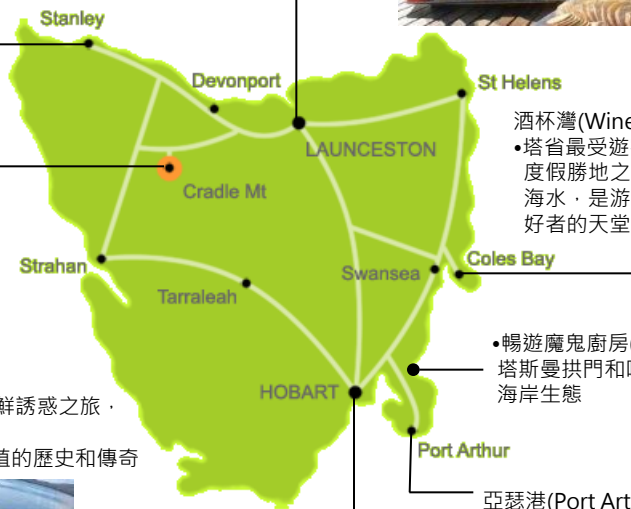 Stanley
Devonport
St Helens
酒杯灣(Wine
LAUNCESTON
•塔省最受遊
度假勝地之
海水，是游
好者的天堂
Cradle Mt
Coles Bay
Strahan
Swansea
Tarraleah
•暢遊魔鬼廚房(
塔斯曼拱門和
海岸生態
HOBART
鮮誘惑之旅，
值的歷史和傳奇
Port Arthur
亞瑟港(Port Art